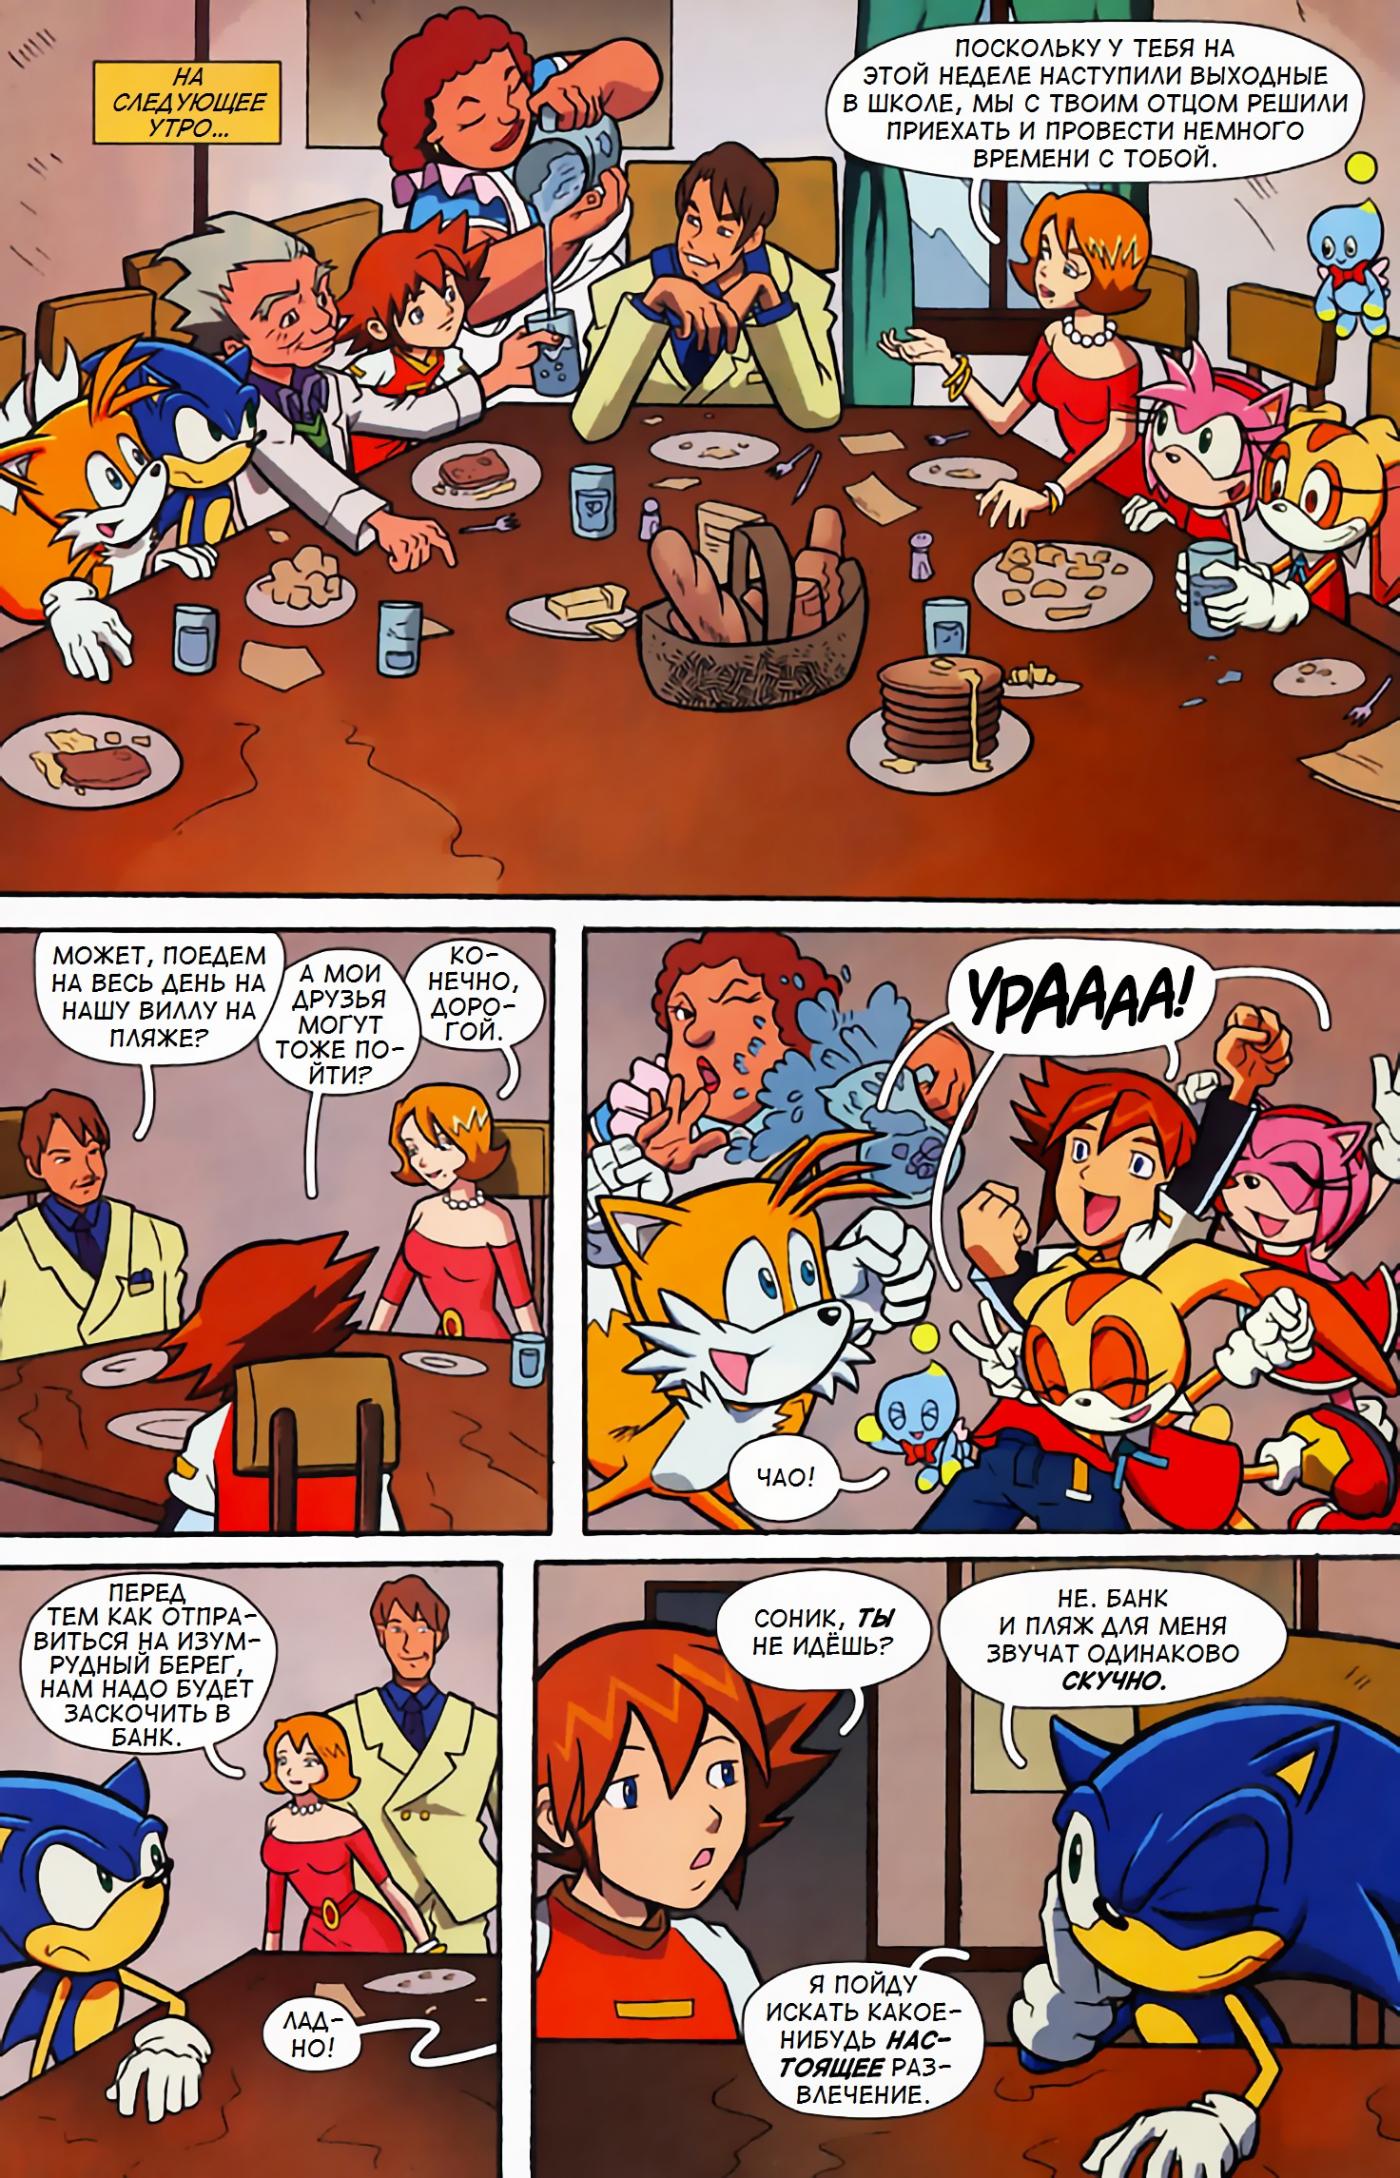 НА
СЛЕДУЮЩЕЕ
УТРО...
ПОСКОЛЬКУ У ТЕБЯ НА
ЭТОЙ НЕДЕЛЕ НАСТУПИЛИ ВЫХОДНЫЕ
В ШКОЛЕ, МЫ С ТВОИМ ОТЦОМ РЕШИЛИ
ПРИЕХАТЬ И ПРОВЕСТИ НЕМНОГО
ВРЕМЕНИ С ТОБОЙ.
МОЖЕТ, ПОЕДЕМ
НА ВЕСЬ ДЕНЬ НА
НАШУ ВИЛЛУ НА
ПЛЯЖЕ?
А МОИ
ДРУЗЬЯ
МОГУТ
ТОЖЕ ПО-
ЙТИ?
КО-
НЕЧНО,
ДОРО-
ГОЙ.
УРАААА!
ЧАО!
ПЕРЕД
ТЕМ КАК ОТПРА-
ВИТЬСЯ НА ИЗУМ-
РУДНЫЙ БЕРЕГ,
НАМ НАДО БУДЕТ
ЗАСКОЧИТЬ В
БАНК.
ЛАД-
НО!
СОНИК, ТЫ
НЕ ИДЁШЬ?
НЕ. БАНК
И ПЛЯЖ ДЛЯ МЕНЯ
ЗВУЧАТ ОДИНАКОВО
СКУЧНО.
Я ПОЙДУ
ИСКАТЬ КАКОЕ-
НИБУДЬ НАС-
ТОЯЩЕЕ РАЗ-
ВЛЕЧЕНИЕ.